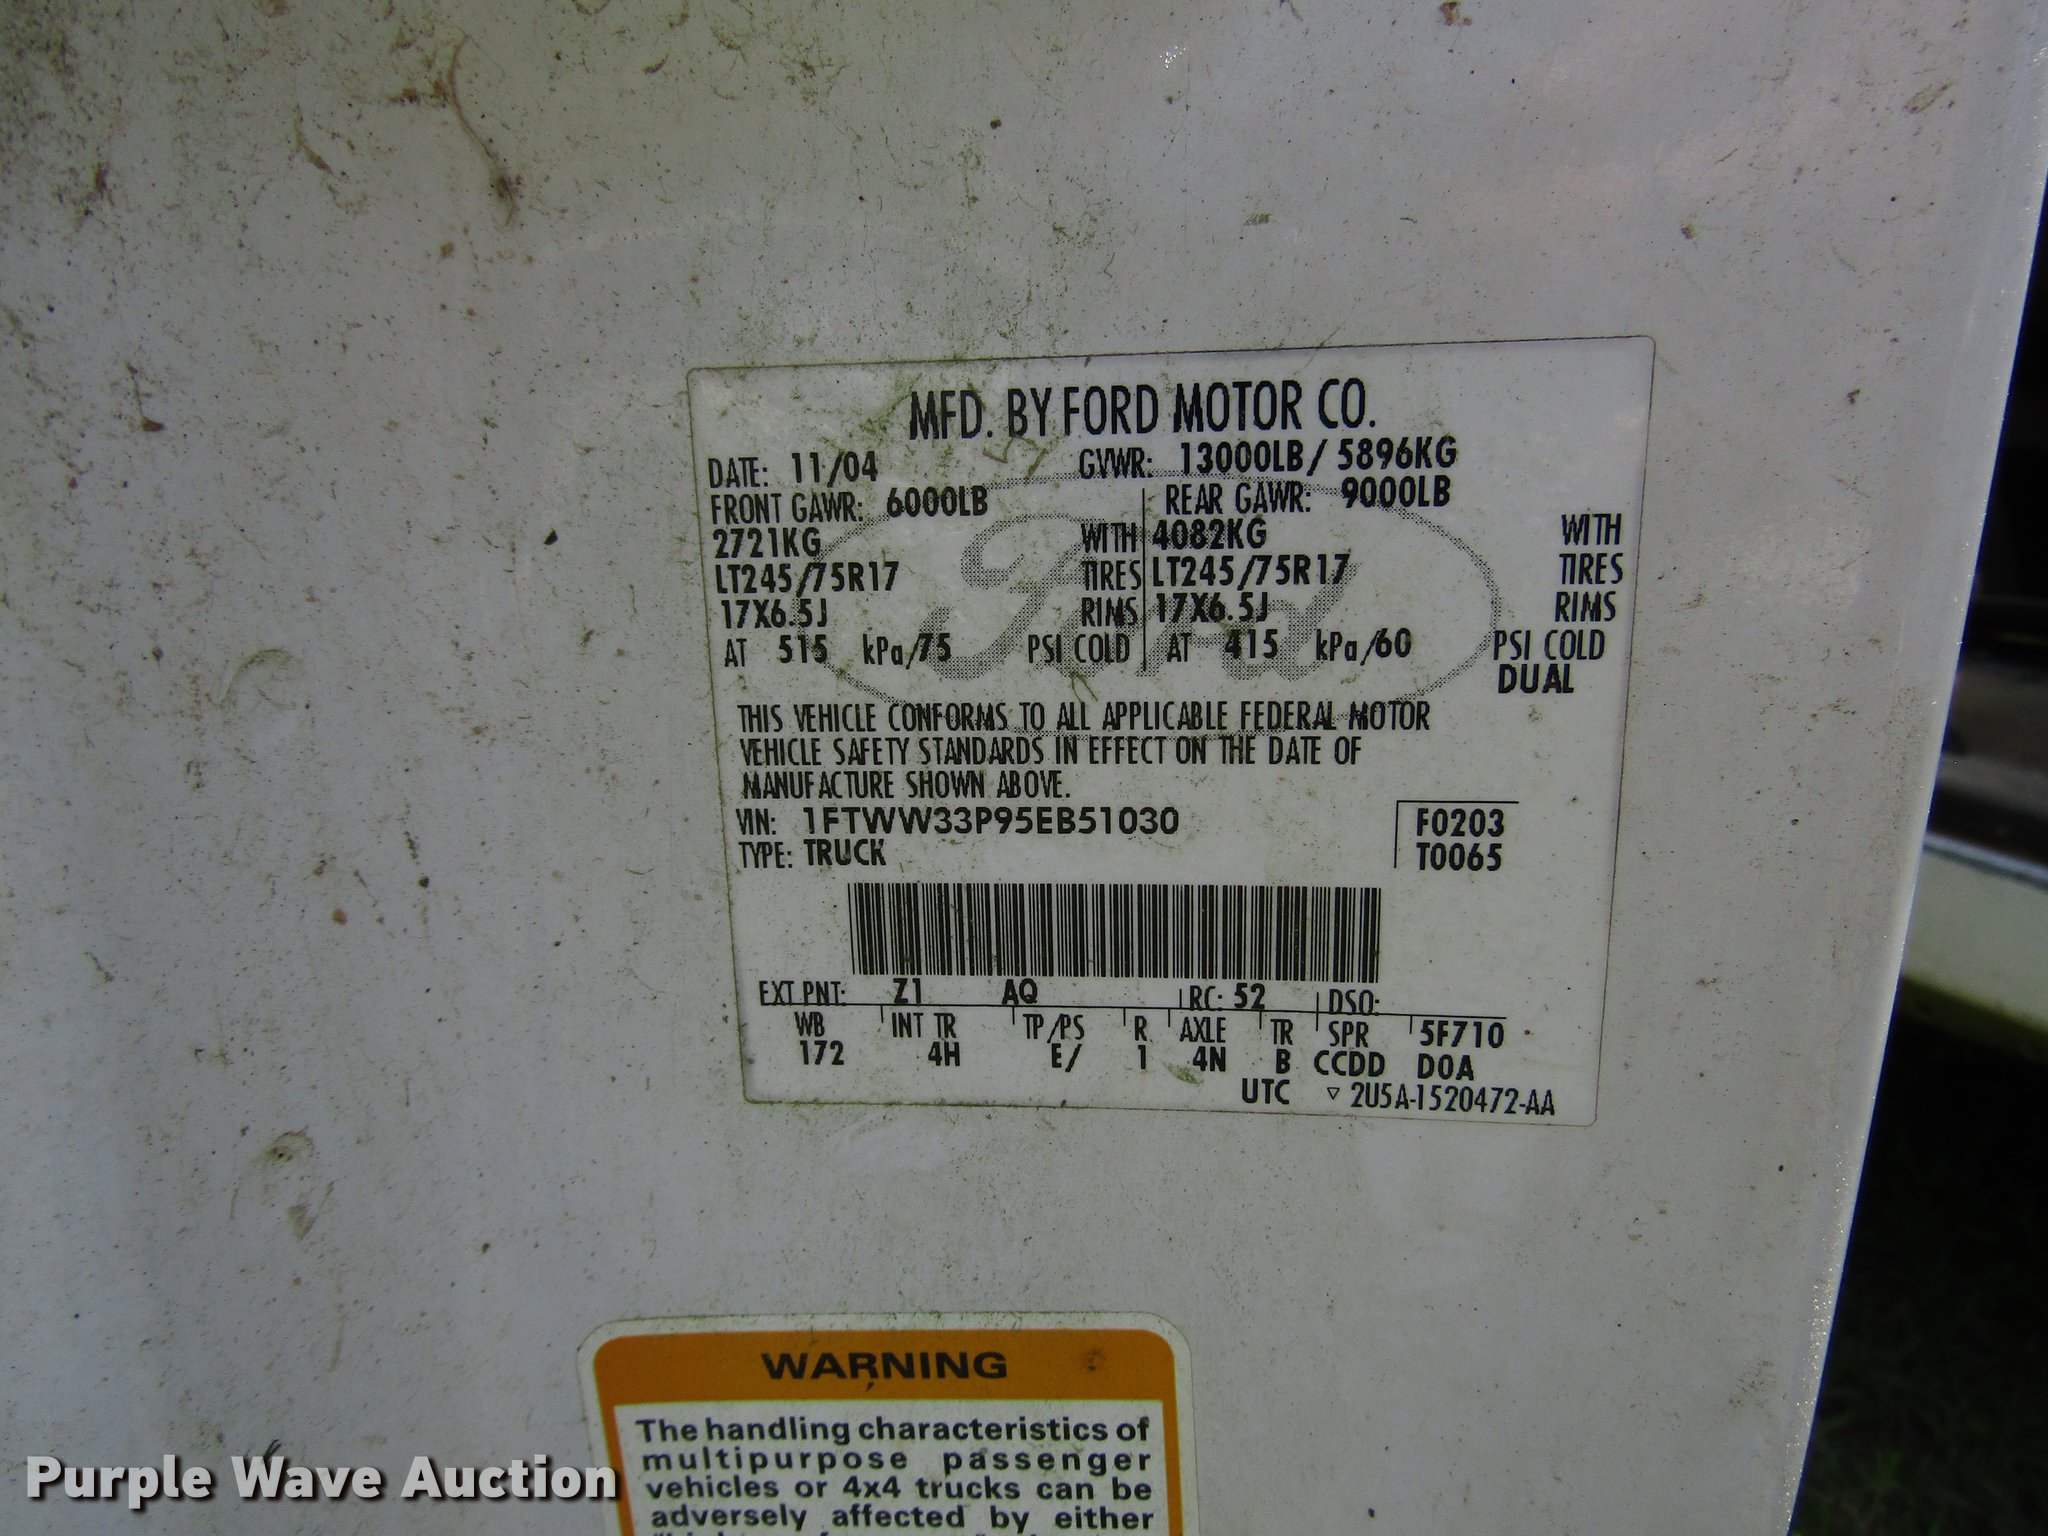 MFD. BY FORD MOTOR CO.
DATE: 11/04 GVWR: 13000LB/ 5896KG
FRONT GAWR: 6000LB REAR GAWR: 9000LB
2721KG WITH 4082KG WITH
LT245/75R17 TIRES LT245/75R17 TIRES
17X6.5J RIMS 17X6.5J RIMS
AT 515 kPa/75 PSI COLD AT 415 kPa/60 PSI COLD
DUAL
Ford
THIS VEHICLE CONFORMS TO ALL APPLICABLE FEDERAL MOTOR
VEHICLE SAFETY STANDARDS IN EFFECT ON THE DATE OF
MANUFACTURE SHOWN ABOVE.
VIN: 1FTWW33P95EB51030 F0203
TYPE: TRUCK T0065
EXT PNT: Z1 AQ RC: 52 DSO:
WB INT TR TP/PS R AXLE TR SPR 5F710
172 4H E/ 1 4N B CCDD D0A
UTC ▽ 2U5A-1520472-AA
WARNING
The handling characteristics of
multipurpose passenger
vehicles or 4x4 trucks can be
adversely affected by either
Purple Wave Auction